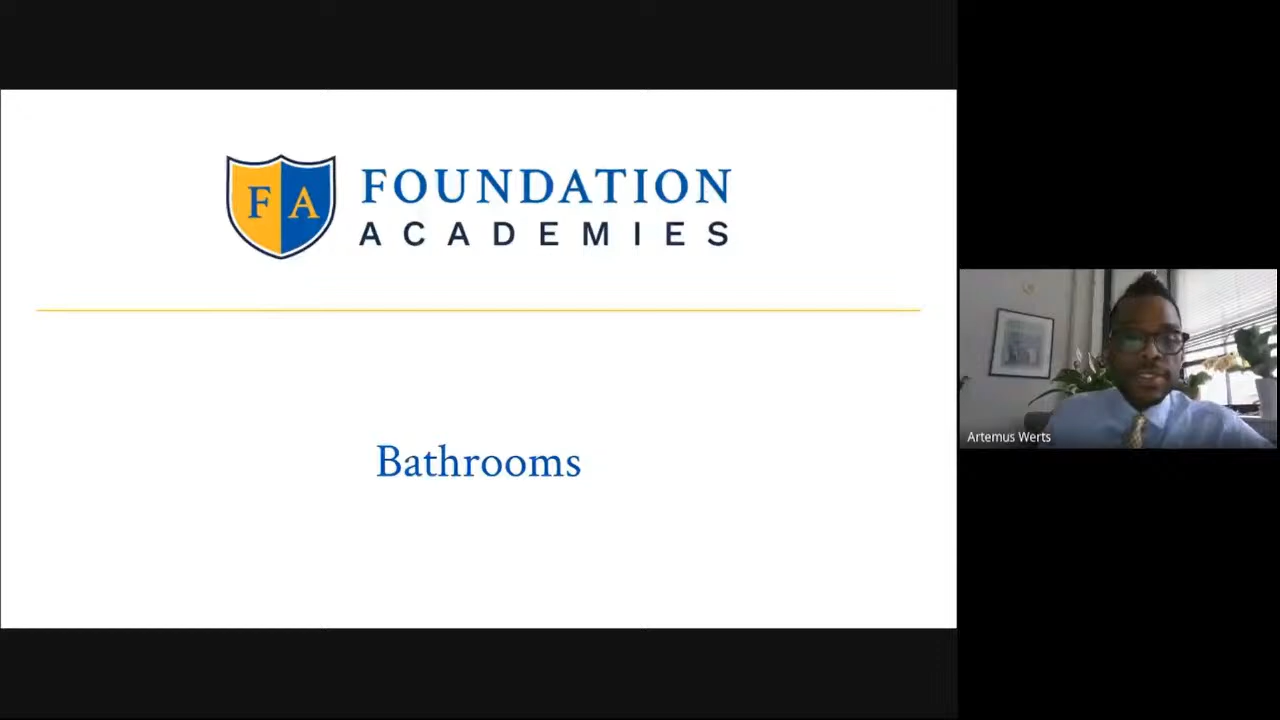 F A
FOUNDATION
ACADEMIES
Bathrooms
Artemus Werts